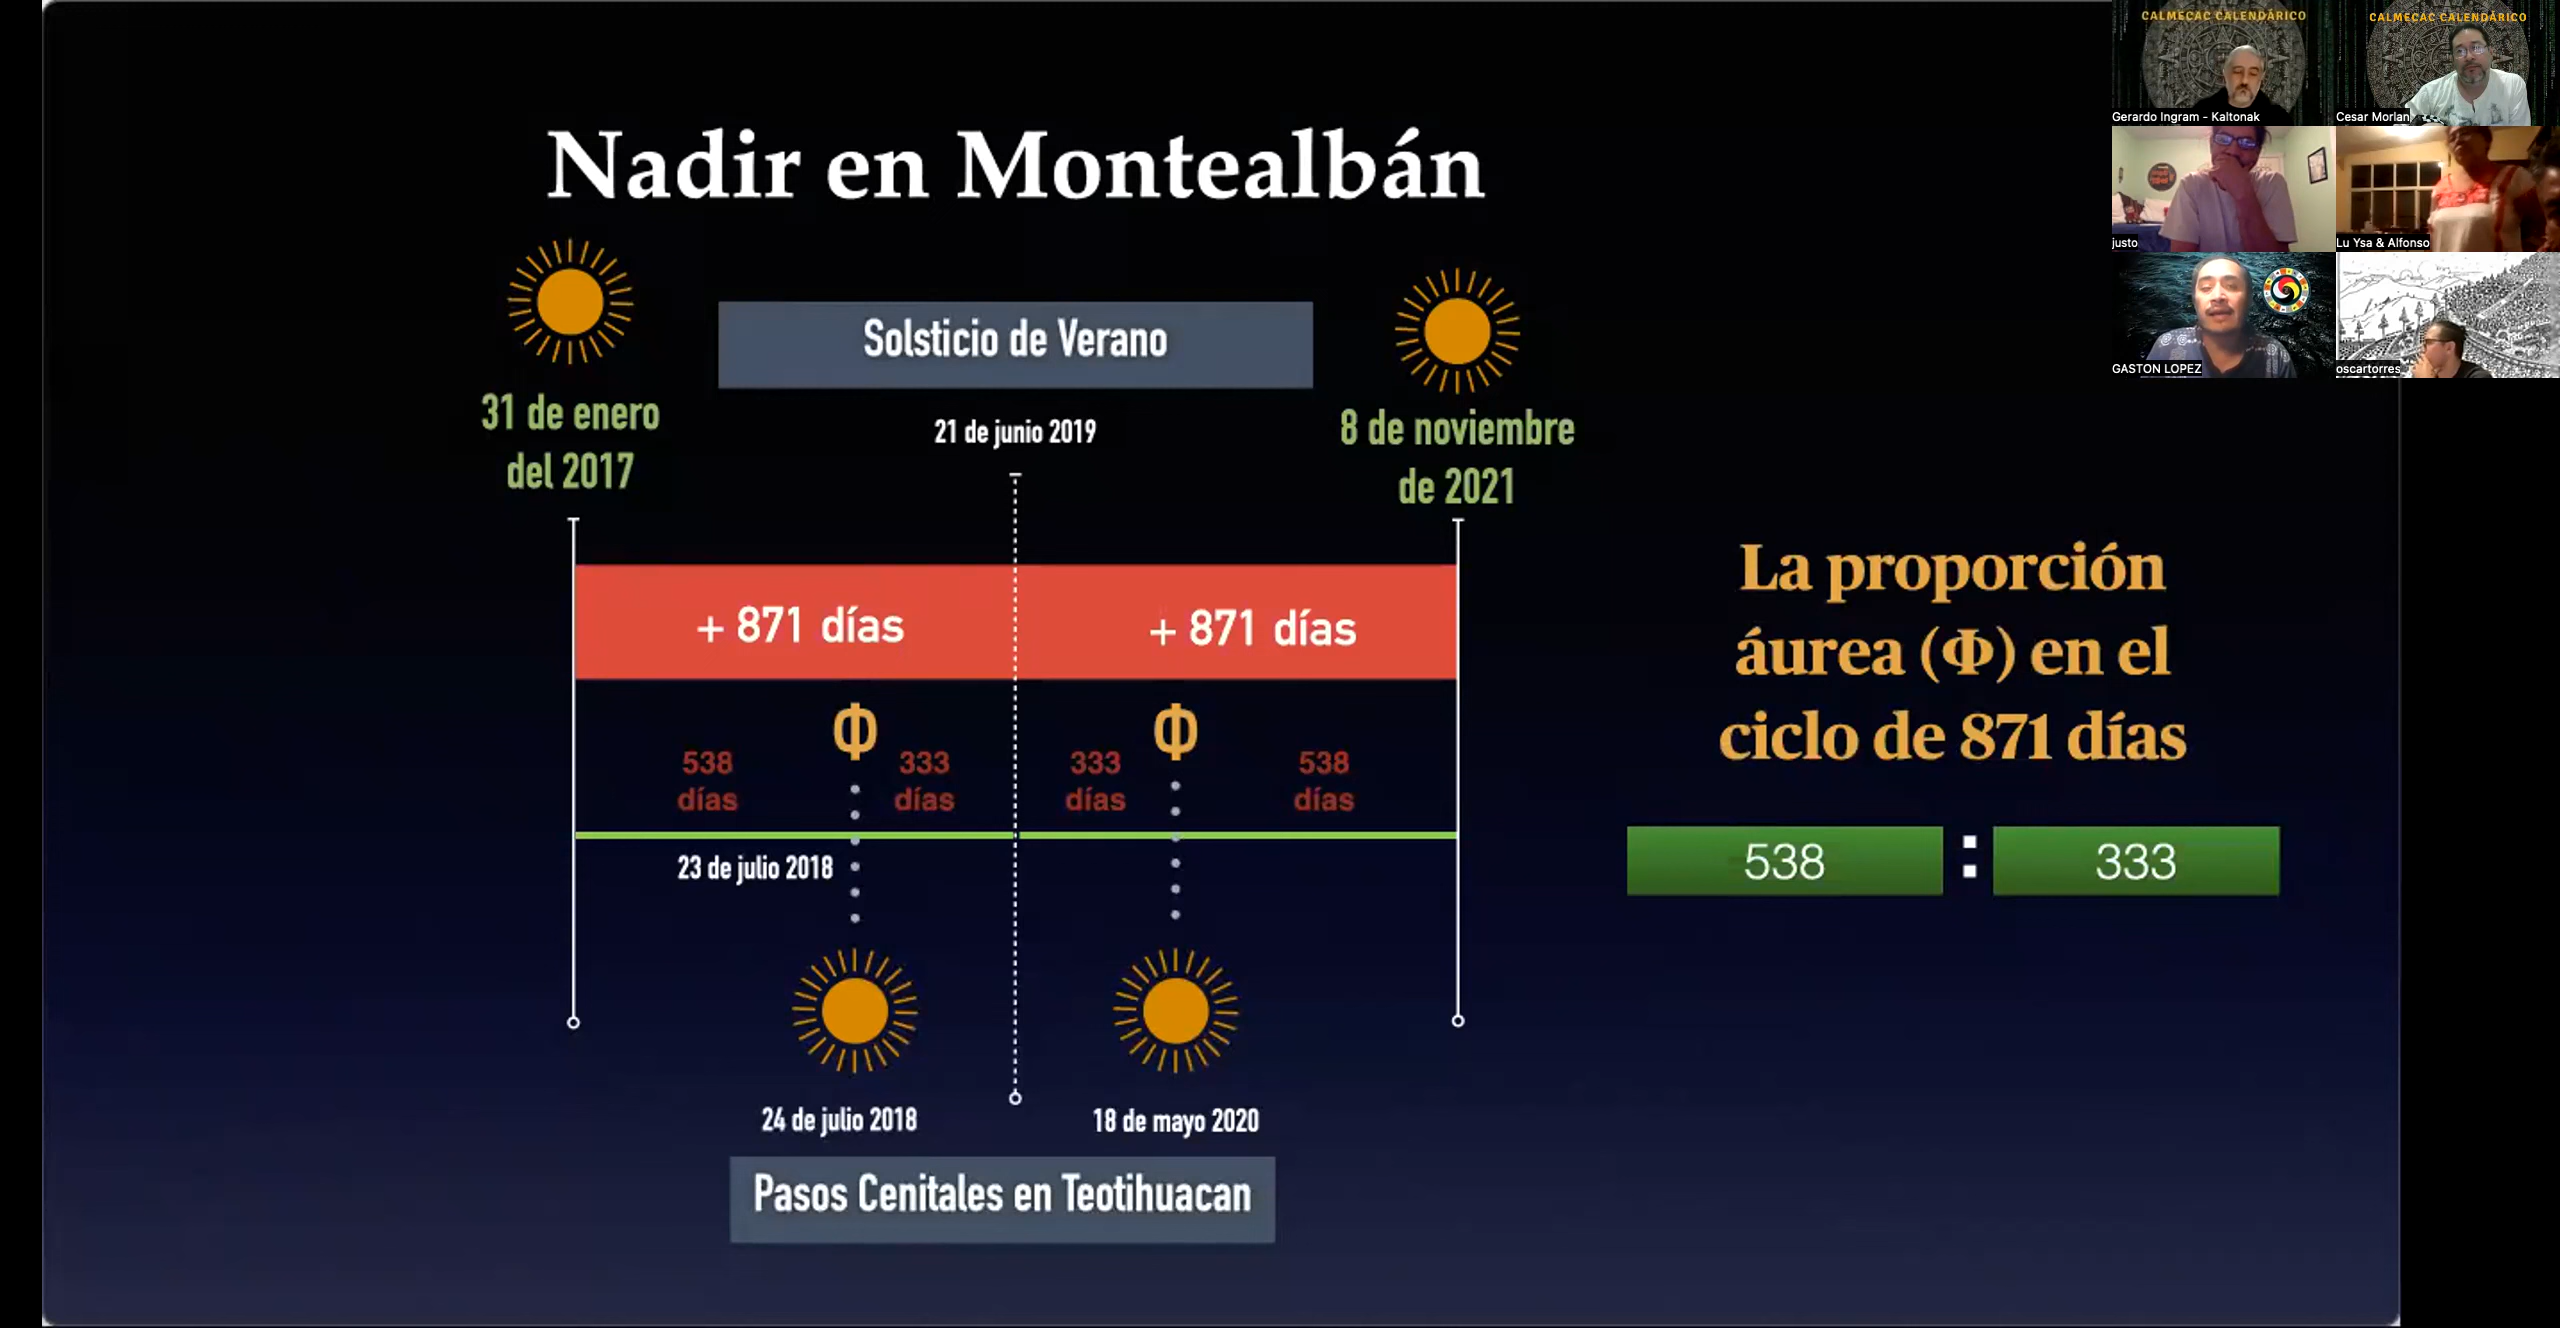 Nadir en Montealbán
Solsticio de Verano
21 de junio 2019
31 de enero
del 2017
8 de noviembre
de 2021
+ 871 días
+ 871 días
Φ
Φ
538
días
333
días
333
días
538
días
23 de julio 2018
24 de julio 2018
18 de mayo 2020
Pasos Cenitales en Teotihuacan
La proporción
áurea (Φ) en el
ciclo de 871 días
538 : 333
CALMECAC CALENDÁRICO
CALMECAC CALENDÁRICO
Gerardo Ingram - Kaltonak
Cesar Morlan
justo
Lu Ysa & Alfonso
GASTON LOPEZ
oscartorres